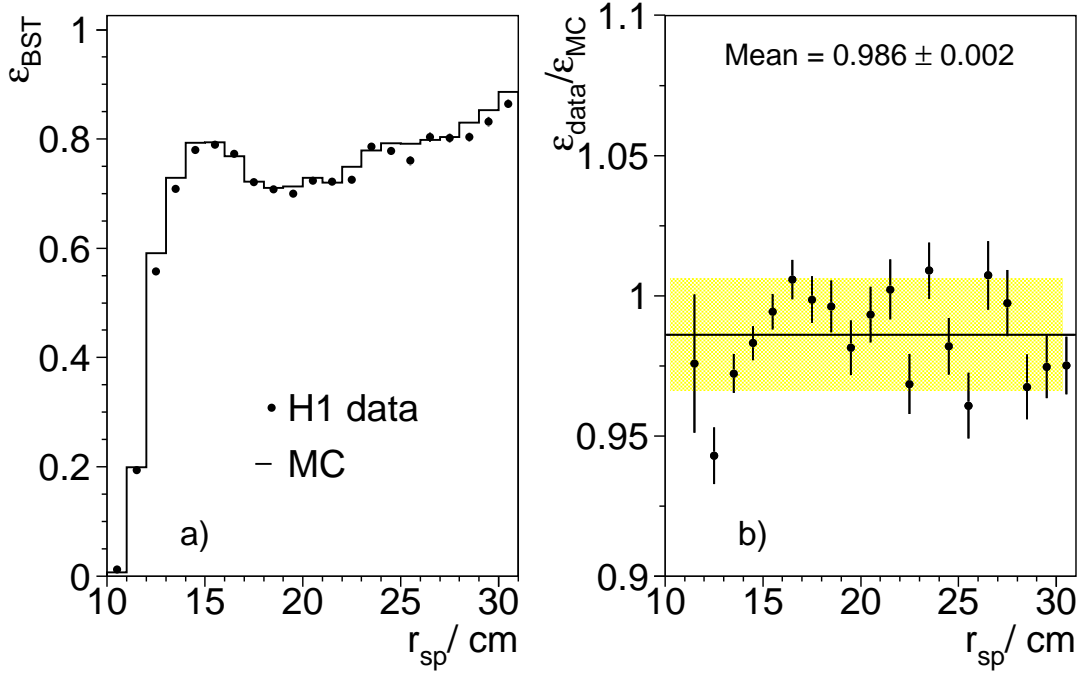 ε_BST
1
0.8
0.6
0.4
0.2
0
10 15 20 25 30
r_sp/ cm
H1 data
MC
a)
ε_data/ε_MC
1.1
1.05
1
0.95
0.9
10 15 20 25 30
r_sp/ cm
Mean = 0.986 ± 0.002
b)